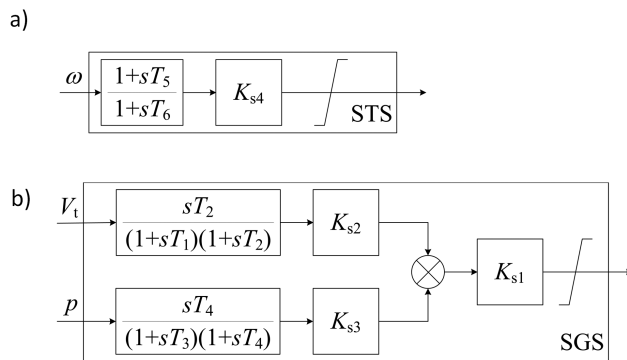 a)
ω
1+sT₅
1+sT₆
Kₛ₄
STS
b)
Vₜ
sT₂
(1+sT₁)(1+sT₂)
Kₛ₂
Kₛ₁
p
sT₄
(1+sT₃)(1+sT₄)
Kₛ₃
SGS